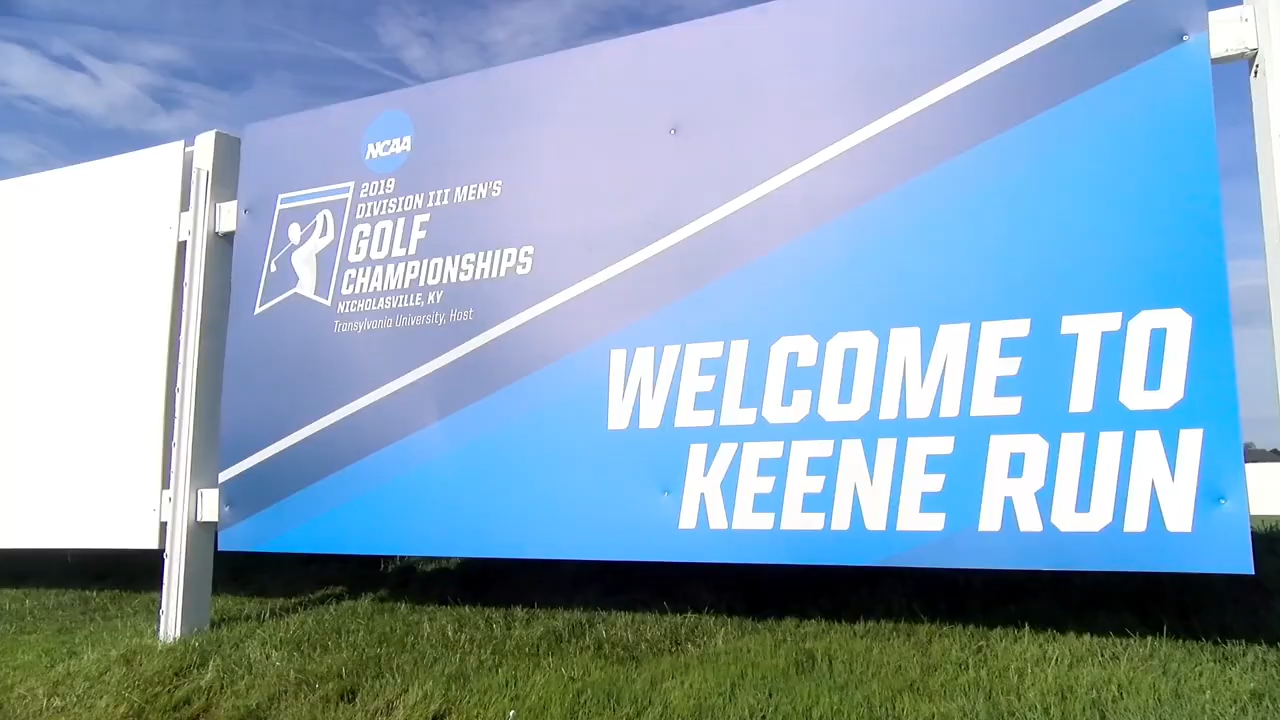 NCAA
2019
DIVISION III MEN'S
GOLF
CHAMPIONSHIPS
NICHOLASVILLE, KY
Transylvania University, Host
WELCOME TO
KEENE RUN